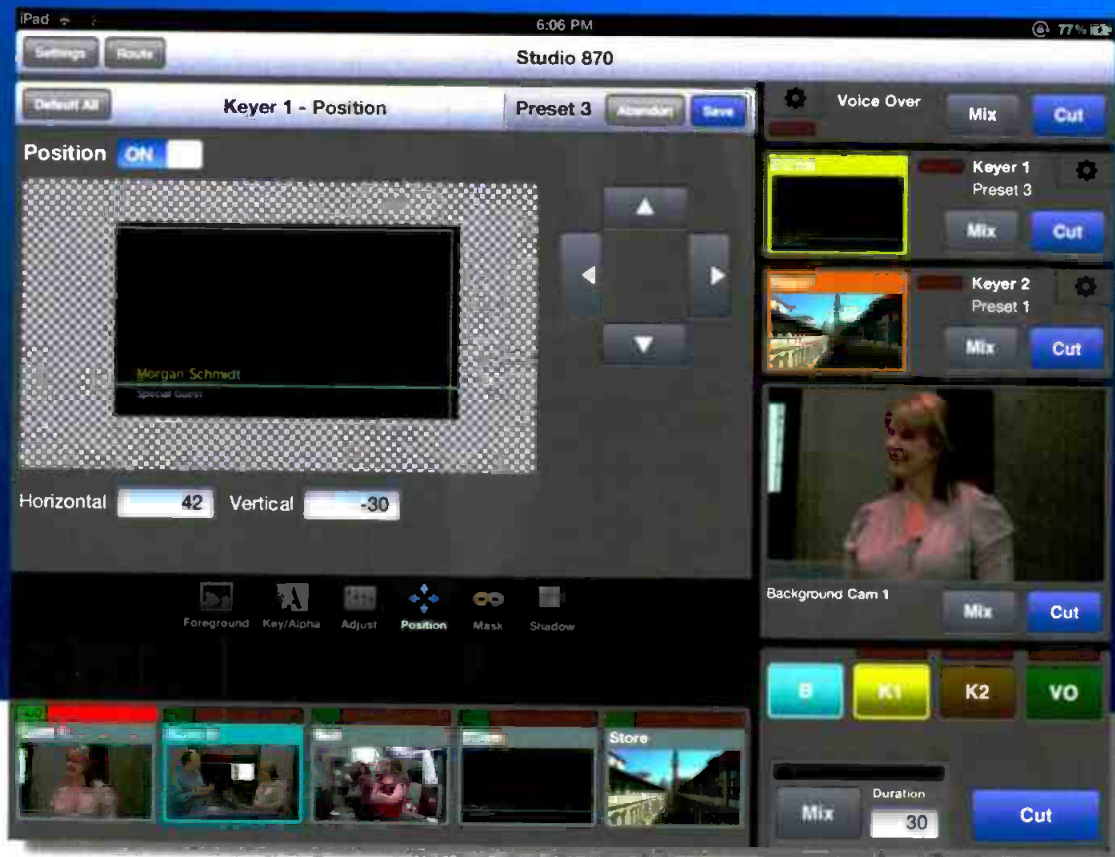 iPad
6:06 PM
77%
Settings
Route
Studio 870
Default All
Keyer 1 - Position
Preset 3
Abandon
Save
Position
ON
Morgan Schmidt
Special Guest
Horizontal
42
Vertical
-30
Foreground
Key/Alpha
Adjust
Position
Mask
Shadow
Store
Voice Over
Mix
Cut
Keyer 1
Preset 3
Mix
Cut
Keyer 2
Preset 1
Mix
Cut
Background Cam 1
Mix
Cut
B
K1
K2
VO
Mix
Duration
30
Cut